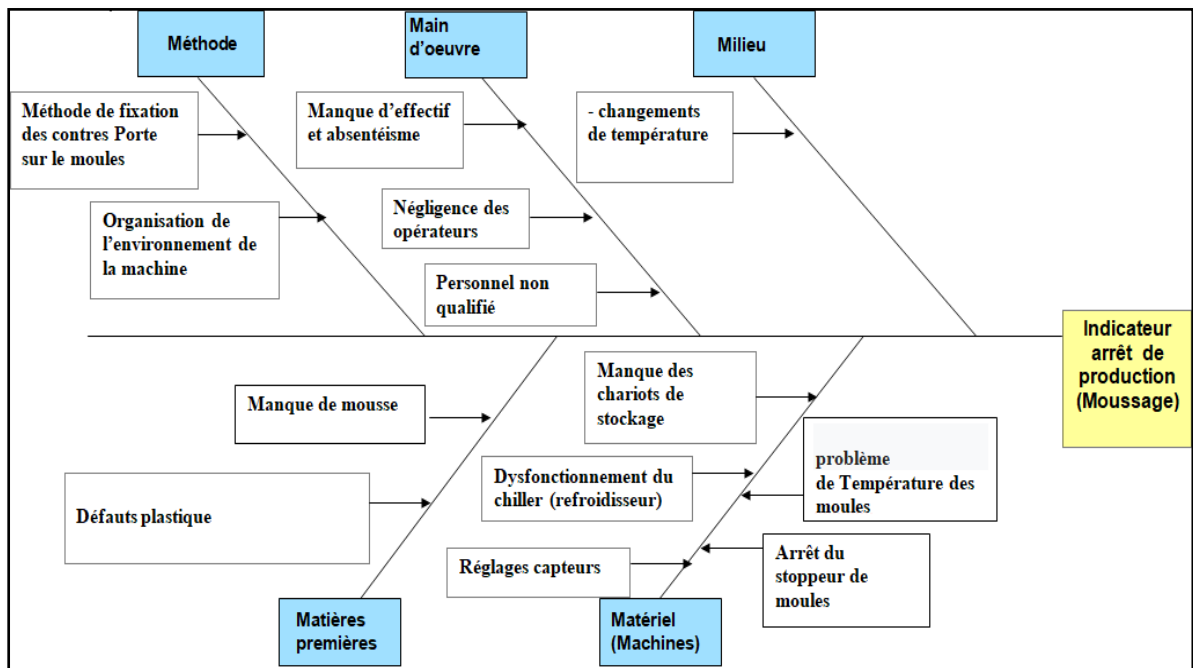 Méthode
Main
d'oeuvre
Milieu
Méthode de fixation
des contres Porte
sur le moules
Manque d'effectif
et absentéisme
- changements
de température
Organisation de
l'environnement de
la machine
Négligence des
opérateurs
Personnel non
qualifié
Indicateur
arrêt de
production
(Moussage)
Manque de mousse
Manque des
chariots de
stockage
Défauts plastique
Dysfonctionnement du
chiller (refroidisseur)
problème
de Température des
moules
Réglages capteurs
Arrêt du
stoppeur de
moules
Matières
premières
Matériel
(Machines)